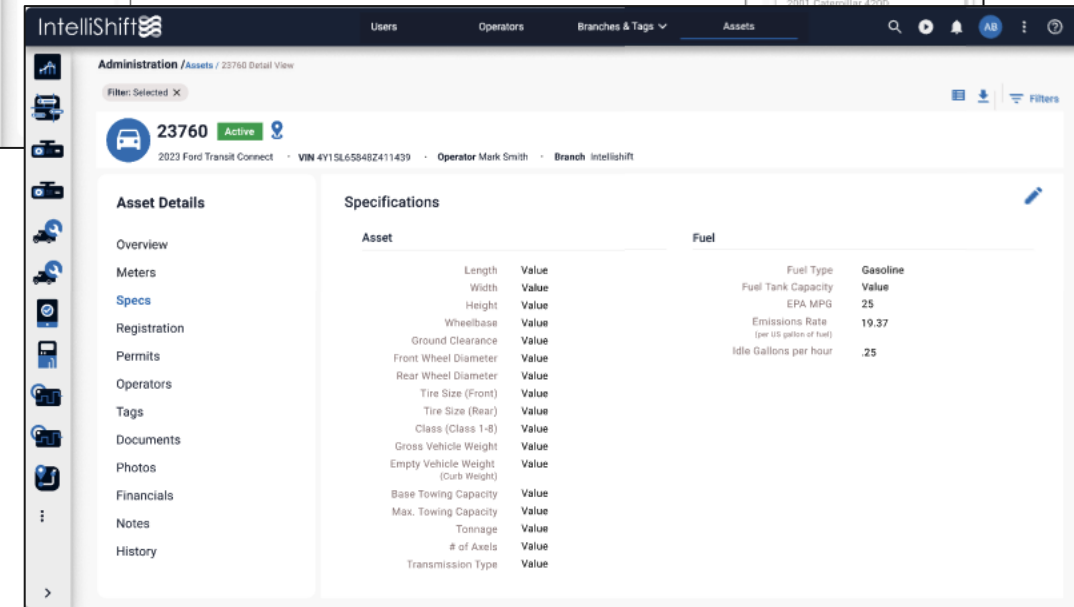 2001 Caterpillar 420D
IntelliShift Users Operators Branches & Tags Assets AB
Administration / Assets / 23760 Detail View
Filter: Selected X
Filters
23760 Active
2023 Ford Transit Connect · VIN 4Y1SL65848Z411439 · Operator Mark Smith · Branch Intellishift
Asset Details
Overview
Meters
Specs
Registration
Permits
Operators
Tags
Documents
Photos
Financials
Notes
History
Specifications
Asset
Length Value
Width Value
Height Value
Wheelbase Value
Ground Clearance Value
Front Wheel Diameter Value
Rear Wheel Diameter Value
Tire Size (Front) Value
Tire Size (Rear) Value
Class (Class 1-8) Value
Gross Vehicle Weight Value
Empty Vehicle Weight Value
(Curb Weight)
Base Towing Capacity Value
Max. Towing Capacity Value
Tonnage Value
# of Axels Value
Transmission Type Value
Fuel
Fuel Type Gasoline
Fuel Tank Capacity Value
EPA MPG 25
Emissions Rate 19.37
(per US gallon of fuel)
Idle Gallons per hour .25